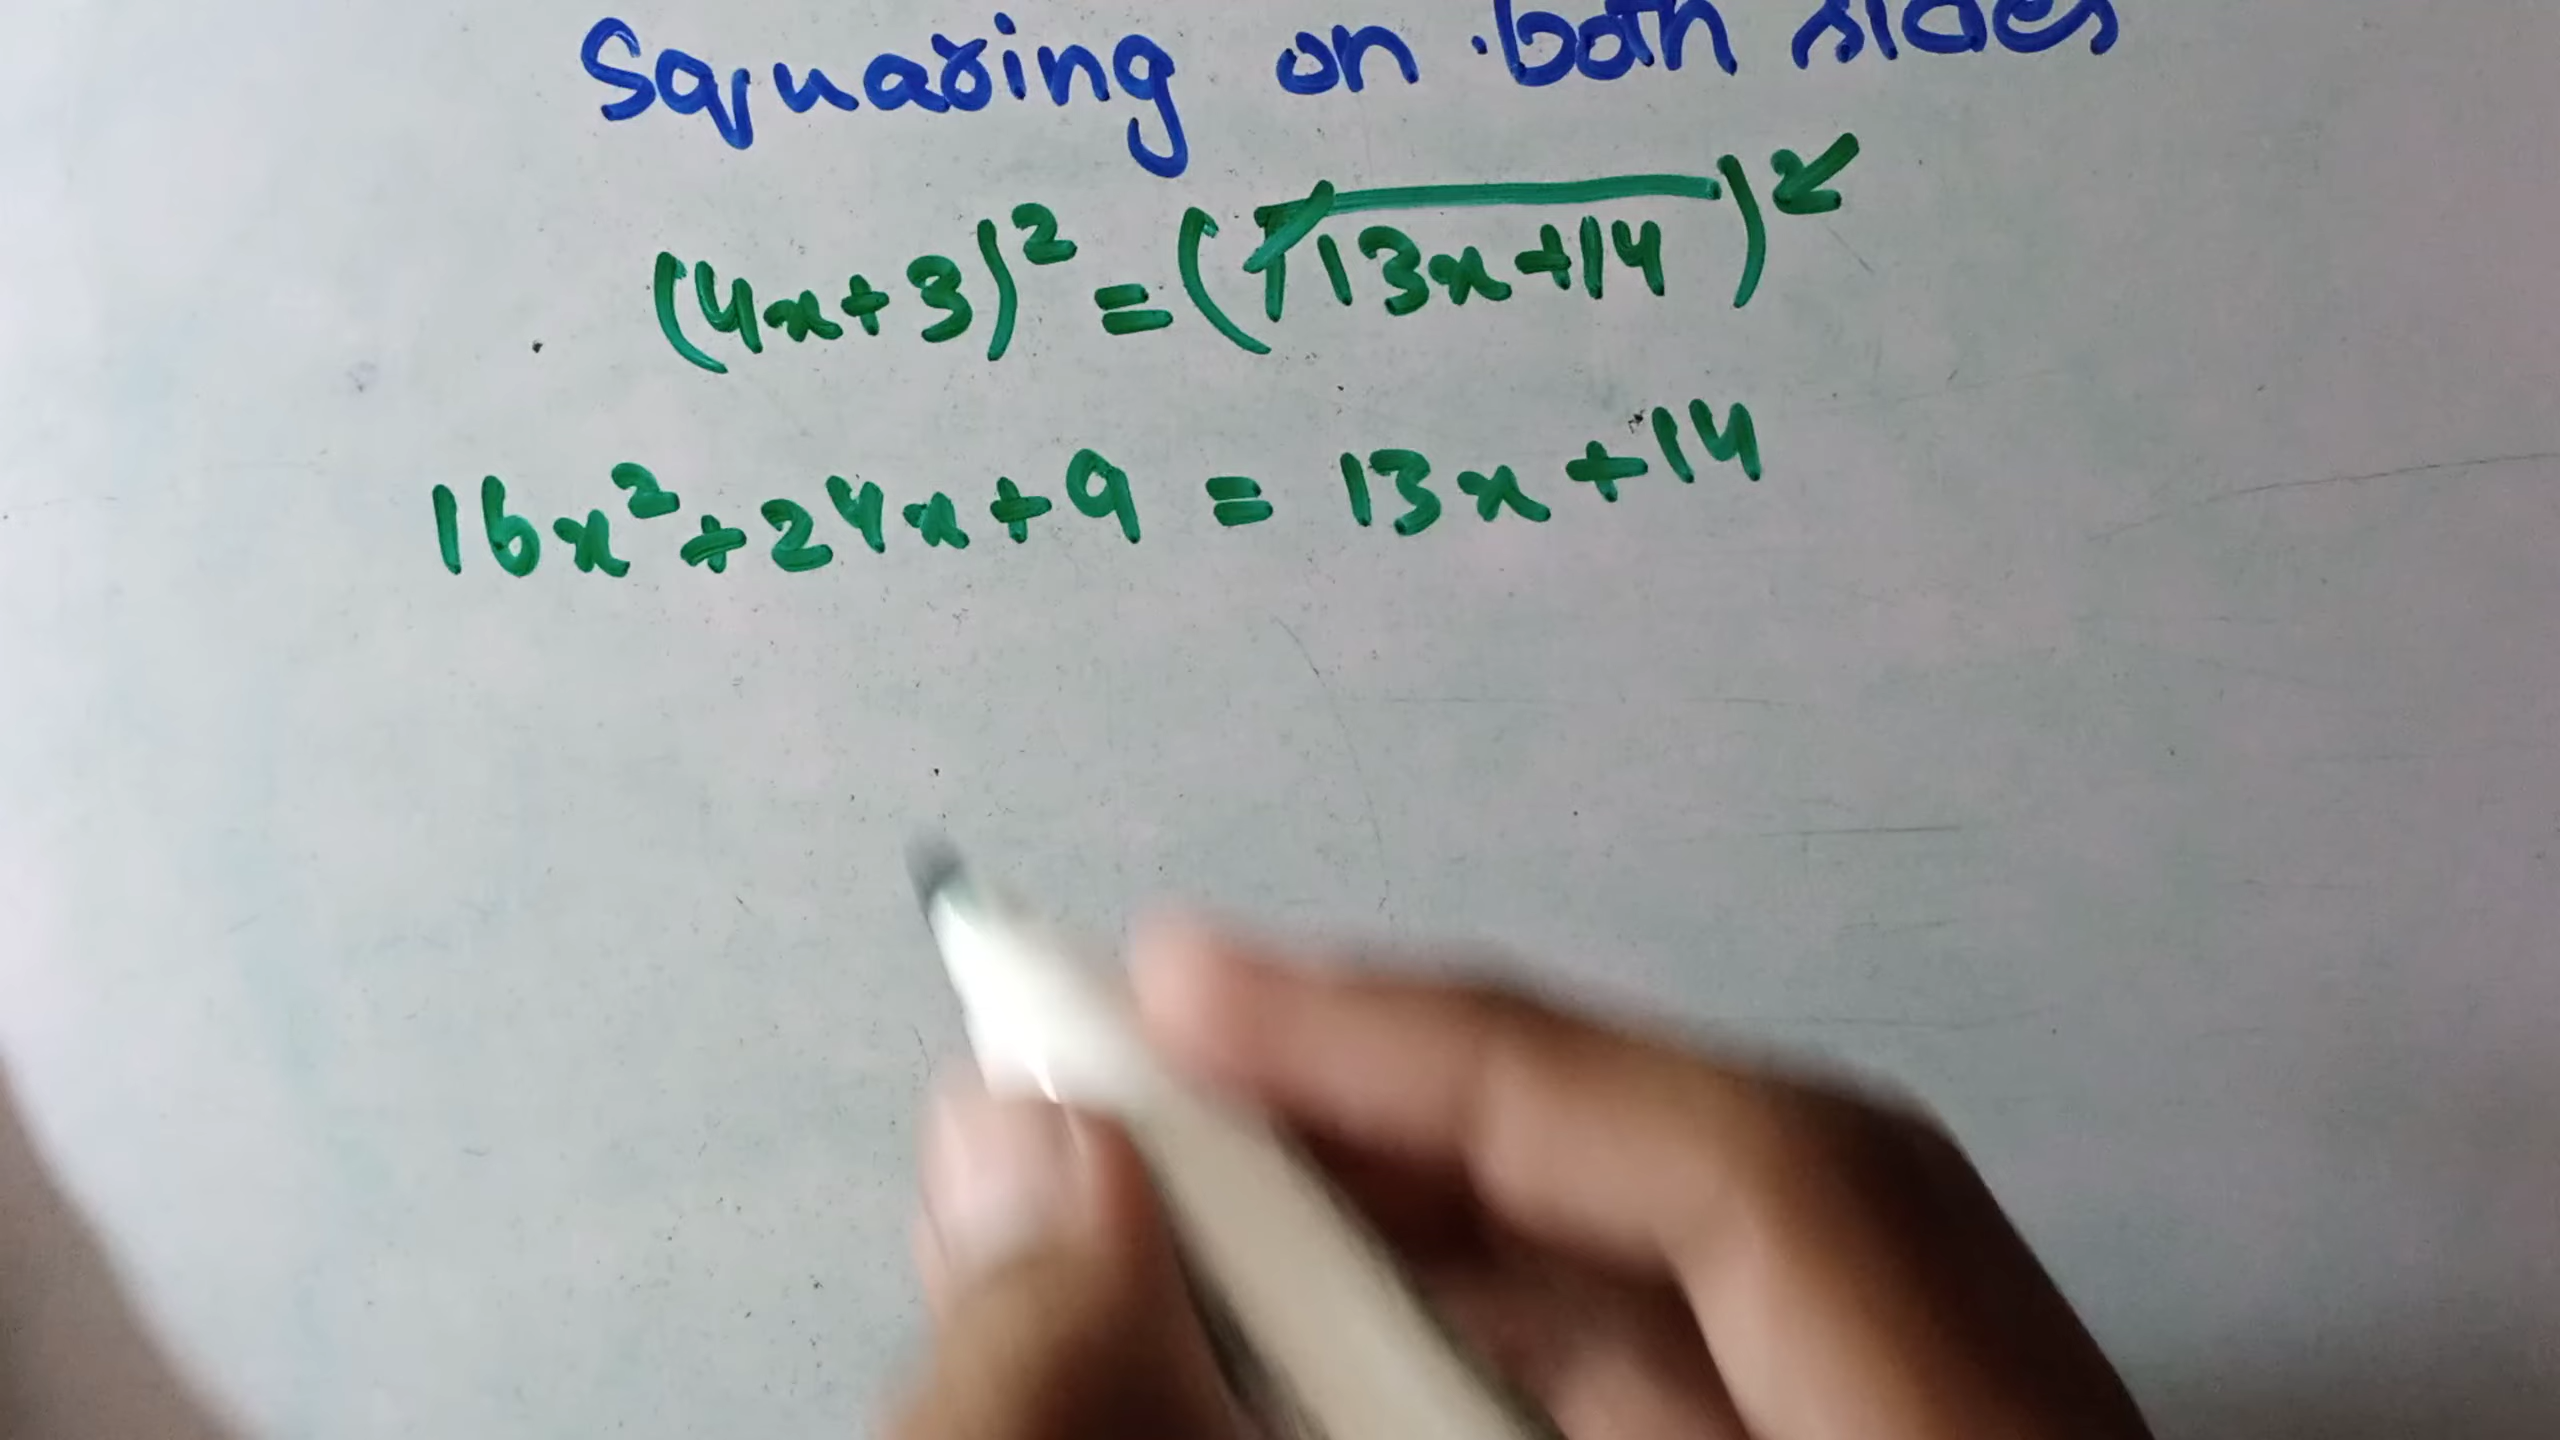 Squaring on both sides
(4x+3)² = (√13x+14)²
16x²+24x+9 = 13x+14